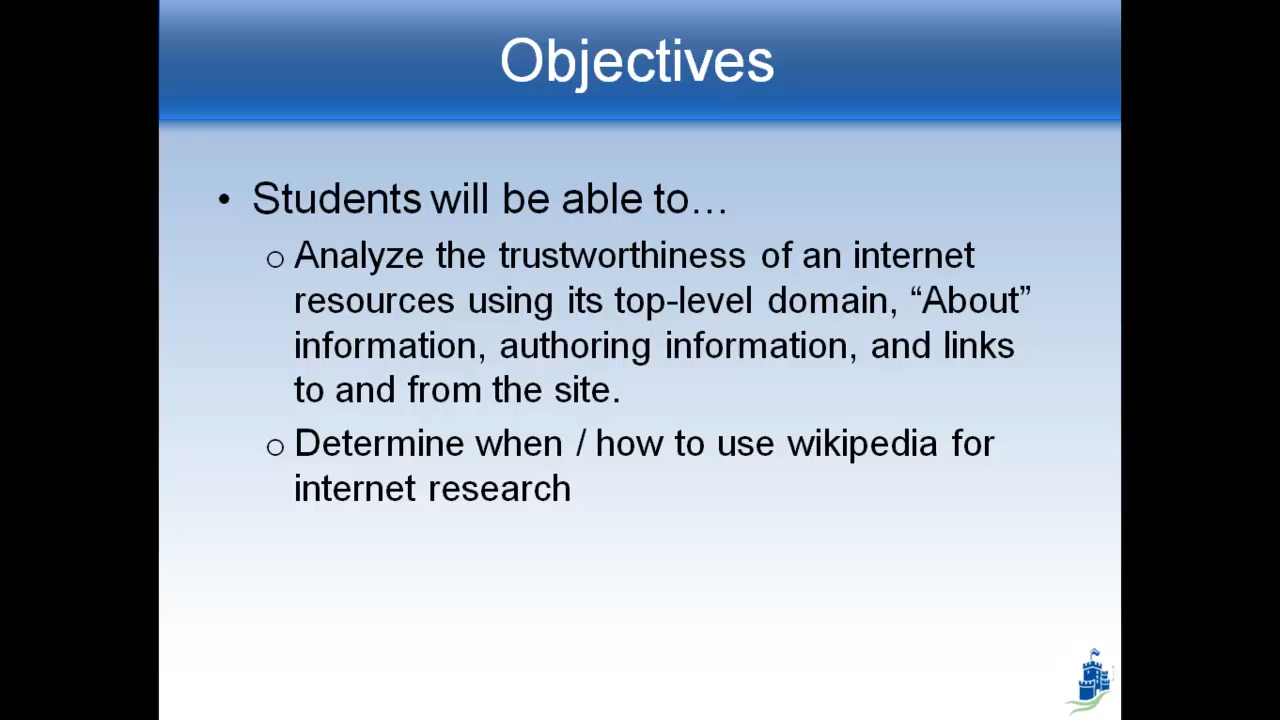 Objectives
• Students will be able to…
o Analyze the trustworthiness of an internet
resources using its top-level domain, “About”
information, authoring information, and links
to and from the site.
o Determine when / how to use wikipedia for
internet research